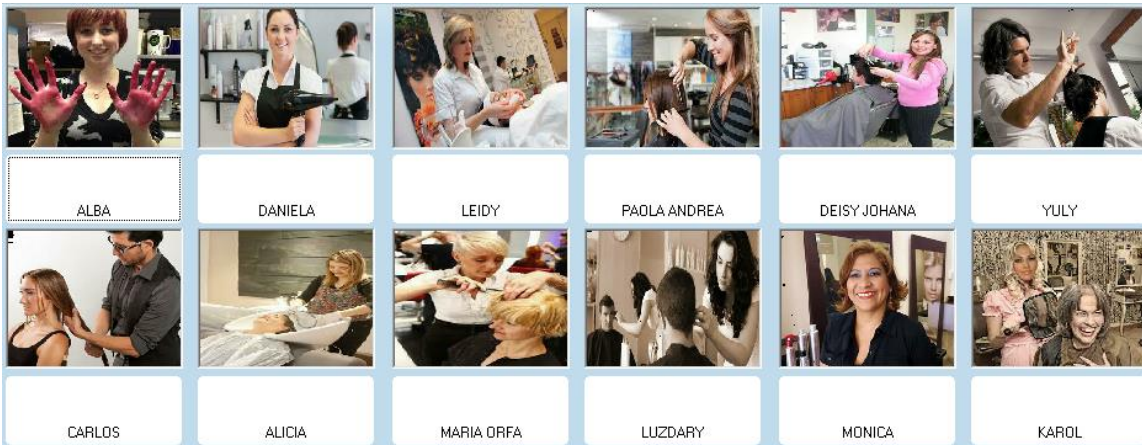 ALBA DANIELA LEIDY PAOLA ANDREA DEISY JOHANA YULY
CARLOS ALICIA MARIA ORFA LUZDARY MONICA KAROL